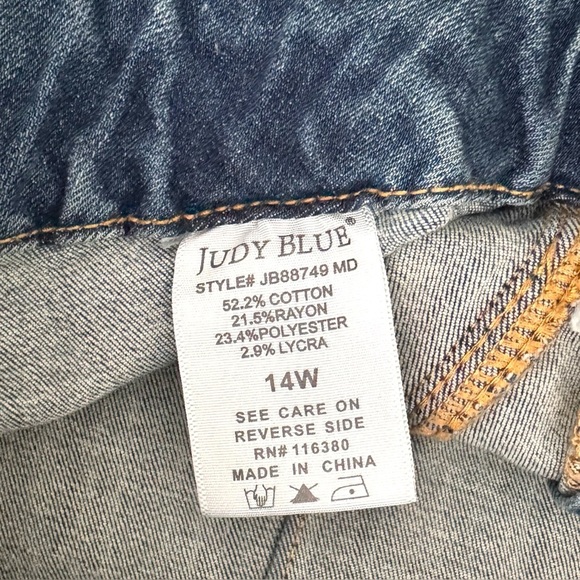 JUDY BLUE®
STYLE# JB88749 MD
52.2% COTTON
21.5%RAYON
23.4%POLYESTER
2.9% LYCRA
14W
SEE CARE ON
REVERSE SIDE
RN# 116380
MADE IN CHINA